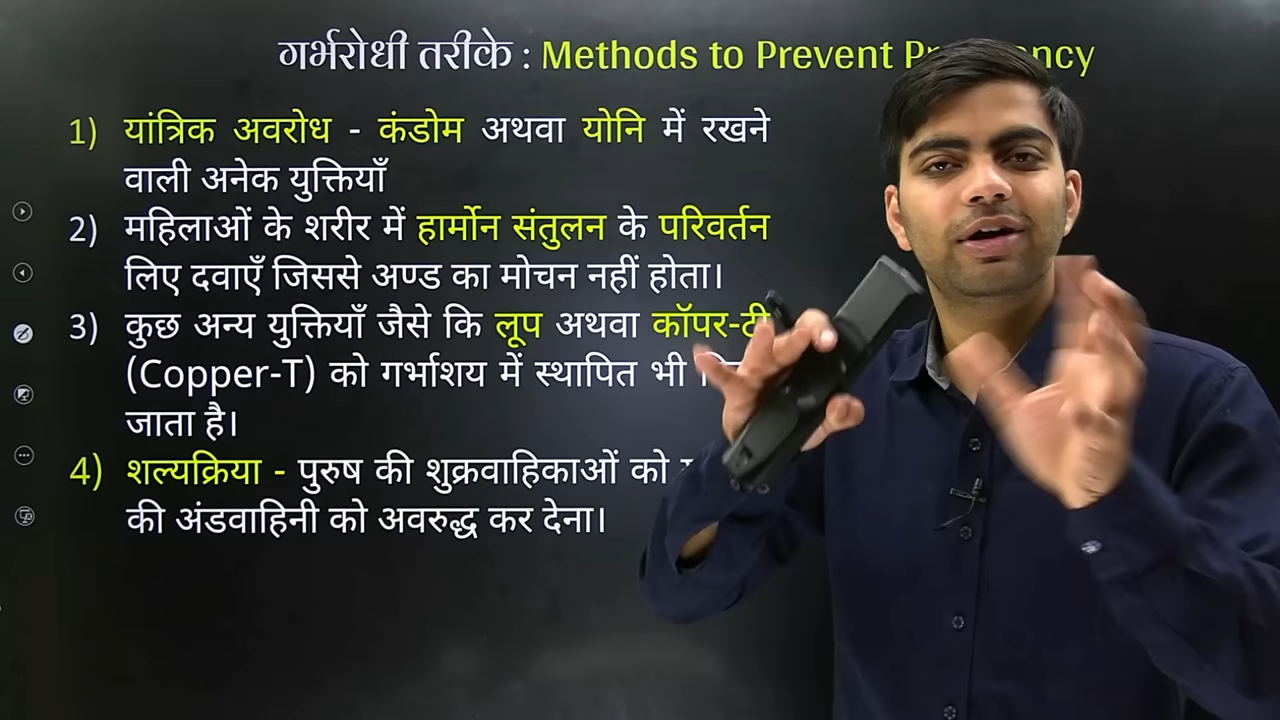 गर्भरोधी तरीके : Methods to Prevent
1) यांत्रिक अवरोध - कंडोम अथवा योनि में रखने
वाली अनेक युक्तियाँ
2) महिलाओं के शरीर में हार्मोन संतुलन के परिवर्तन
लिए दवाएँ जिससे अण्ड का मोचन नहीं होता।
3) कुछ अन्य युक्तियाँ जैसे कि लूप अथवा कॉपर-टी
(Copper-T) को गर्भाशय में स्थापित भी
जाता है।
4) शल्यक्रिया - पुरुष की शुक्रवाहिकाओं को
की अंडवाहिनी को अवरुद्ध कर देना।